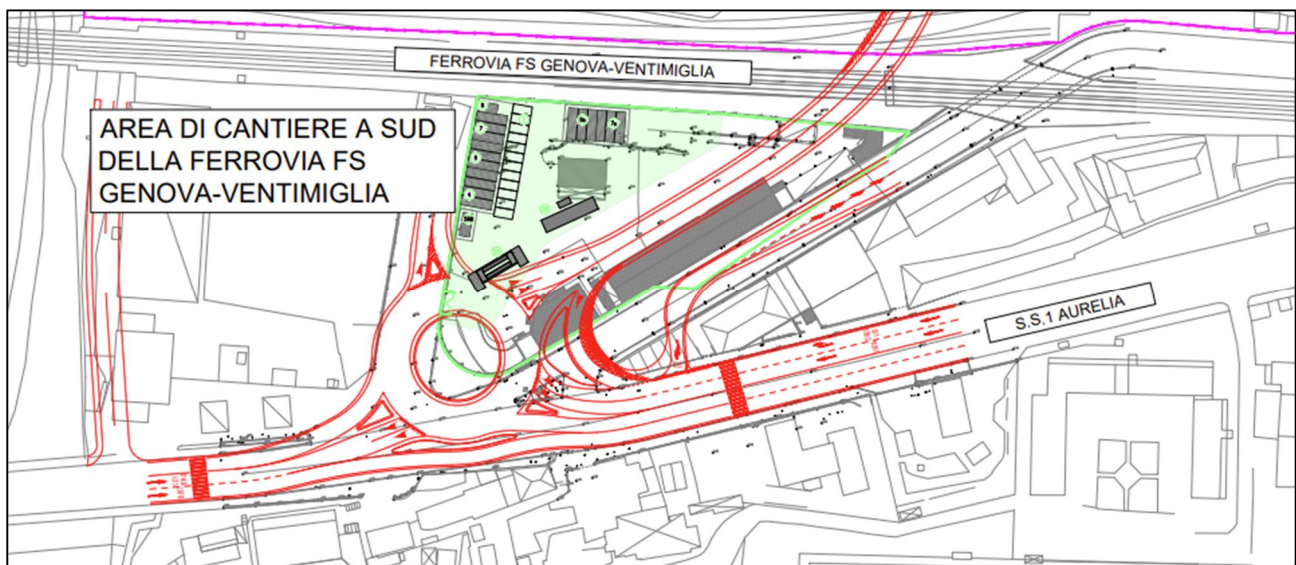 FERROVIA FS GENOVA-VENTIMIGLIA
AREA DI CANTIERE A SUD
DELLA FERROVIA FS
GENOVA-VENTIMIGLIA
S.S.1 AURELIA